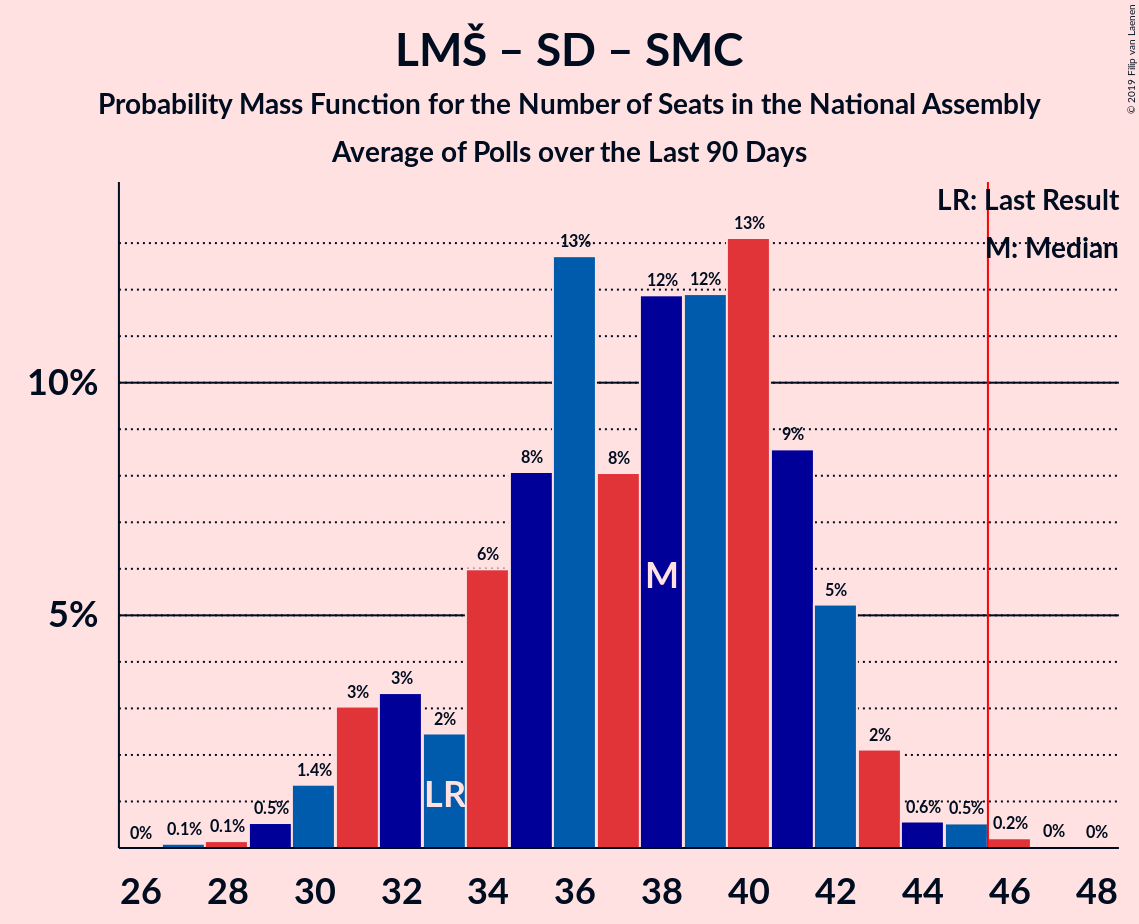 LMŠ – SD – SMC
Probability Mass Function for the Number of Seats in the National Assembly
Average of Polls over the Last 90 Days
© 2019 Filip van Laenen
LR: Last Result
M: Median
10%
5%
0%
0.1%
0.1%
0.5%
1.4%
3%
3%
2%
6%
8%
13%
8%
12%
12%
13%
9%
5%
2%
0.6%
0.5%
0.2%
0%
0%
LR
M
26 28 30 32 34 36 38 40 42 44 46 48